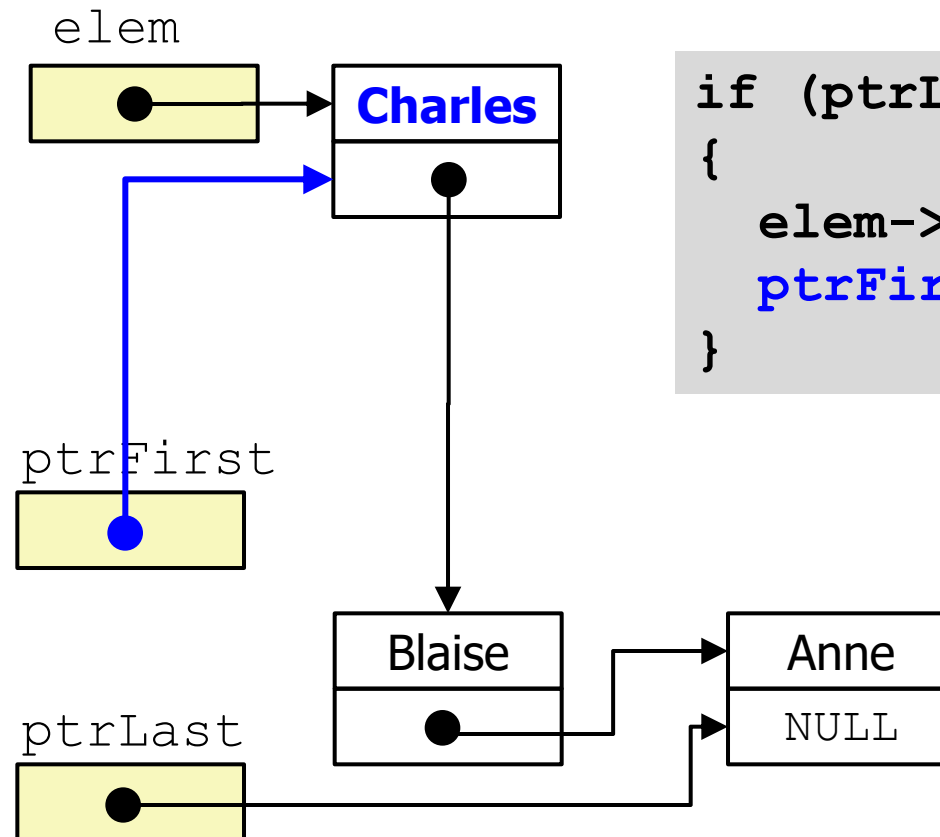 elem
Charles
if (ptrL
{
elem->
ptrFir
}
ptrFirst
Blaise
Anne
ptrLast
NULL